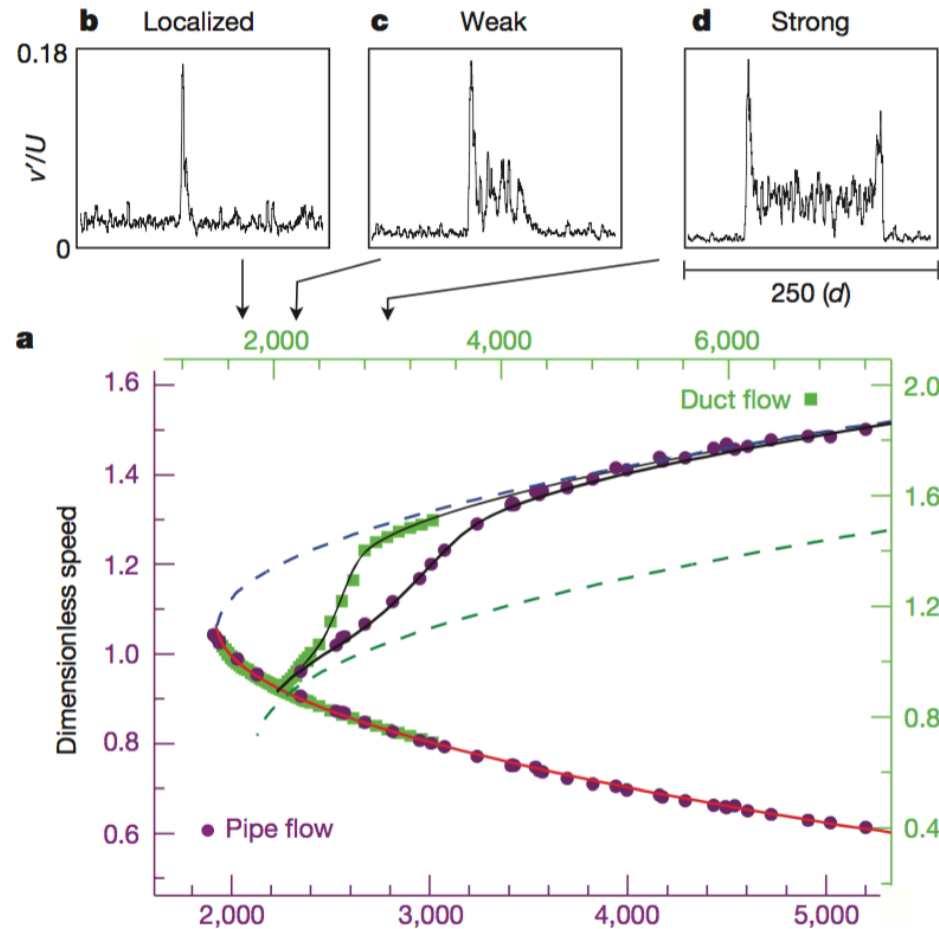 b Localized
c Weak
d Strong
0.18
v′/U
0
250 (d)
a
2,000 4,000 6,000
1.6
2.0
Duct flow
1.4
1.6
Dimensionless speed
1.2
1.2
1.0
0.8
0.8
Pipe flow
0.6
0.4
2,000 3,000 4,000 5,000